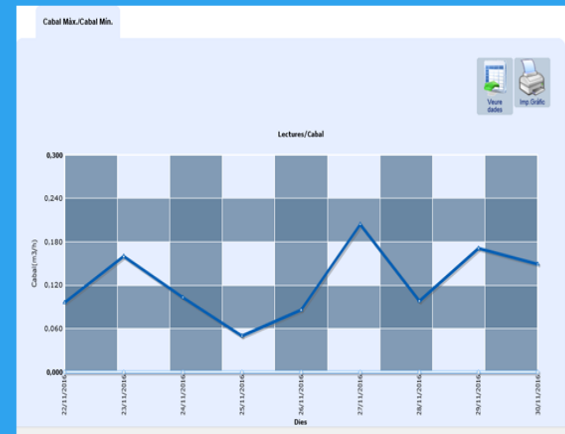 Cabal Màx./Cabal Mín.
Veure dades
Imp Gràfic
Lectures/Cabal
0,300
0,240
0,180
0,120
0,060
0,000
Cabal(m3/h)
22/11/2016
23/11/2016
24/11/2016
25/11/2016
26/11/2016
27/11/2016
28/11/2016
29/11/2016
30/11/2016
Dies